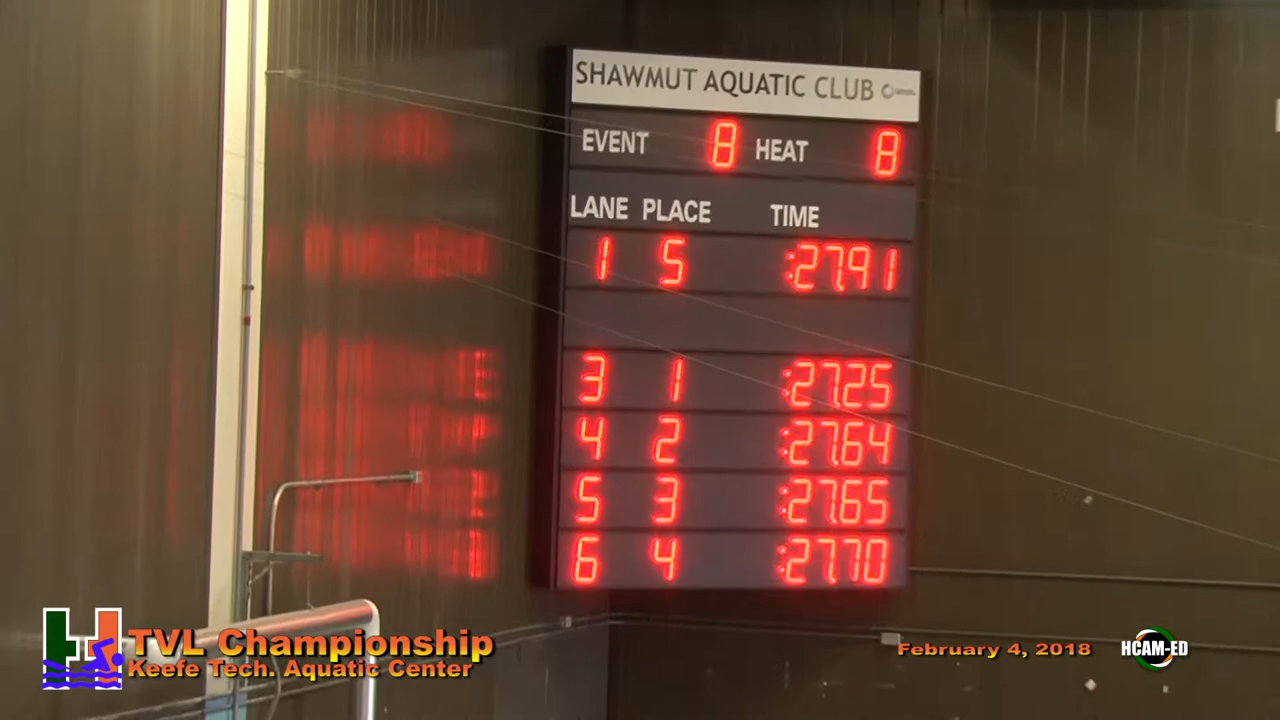 SHAWMUT AQUATIC CLUB
EVENT 8 HEAT 8
LANE PLACE TIME
1 5 :27.91
3 1 :27.25
4 2 :27.64
5 3 :27.65
6 4 :27.70
H
TVL Championship
Keefe Tech. Aquatic Center
February 4, 2018
HCAM-ED